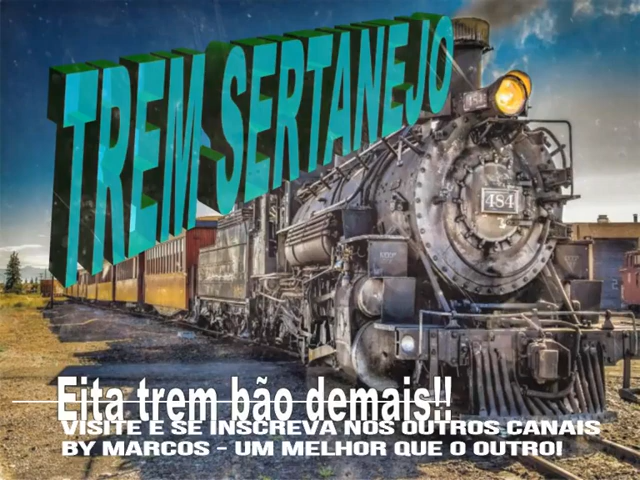 TREM SERTANEJO
484
Eita trem bão demais!!
VISITE E SE INSCREVA NOS OUTROS CANAIS
BY MARCOS - UM MELHOR QUE O OUTRO!